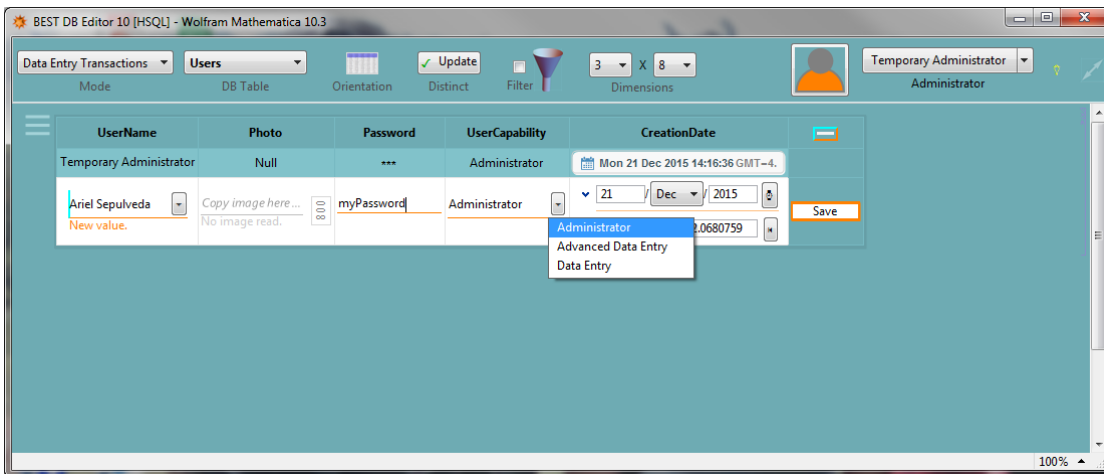 BEST DB Editor 10 [HSQL] - Wolfram Mathematica 10.3
Data Entry Transactions Users Update 3 X 8 Temporary Administrator
Mode DB Table Orientation Distinct Filter Dimensions Administrator
UserName Photo Password UserCapability CreationDate
Temporary Administrator Null *** Administrator Mon 21 Dec 2015 14:16:36 GMT-4.
Ariel Sepulveda Copy image here ... 800 myPassword Administrator 21 / Dec / 2015
New value. No image read. Save
Administrator 2.0680759
Advanced Data Entry
Data Entry
100%